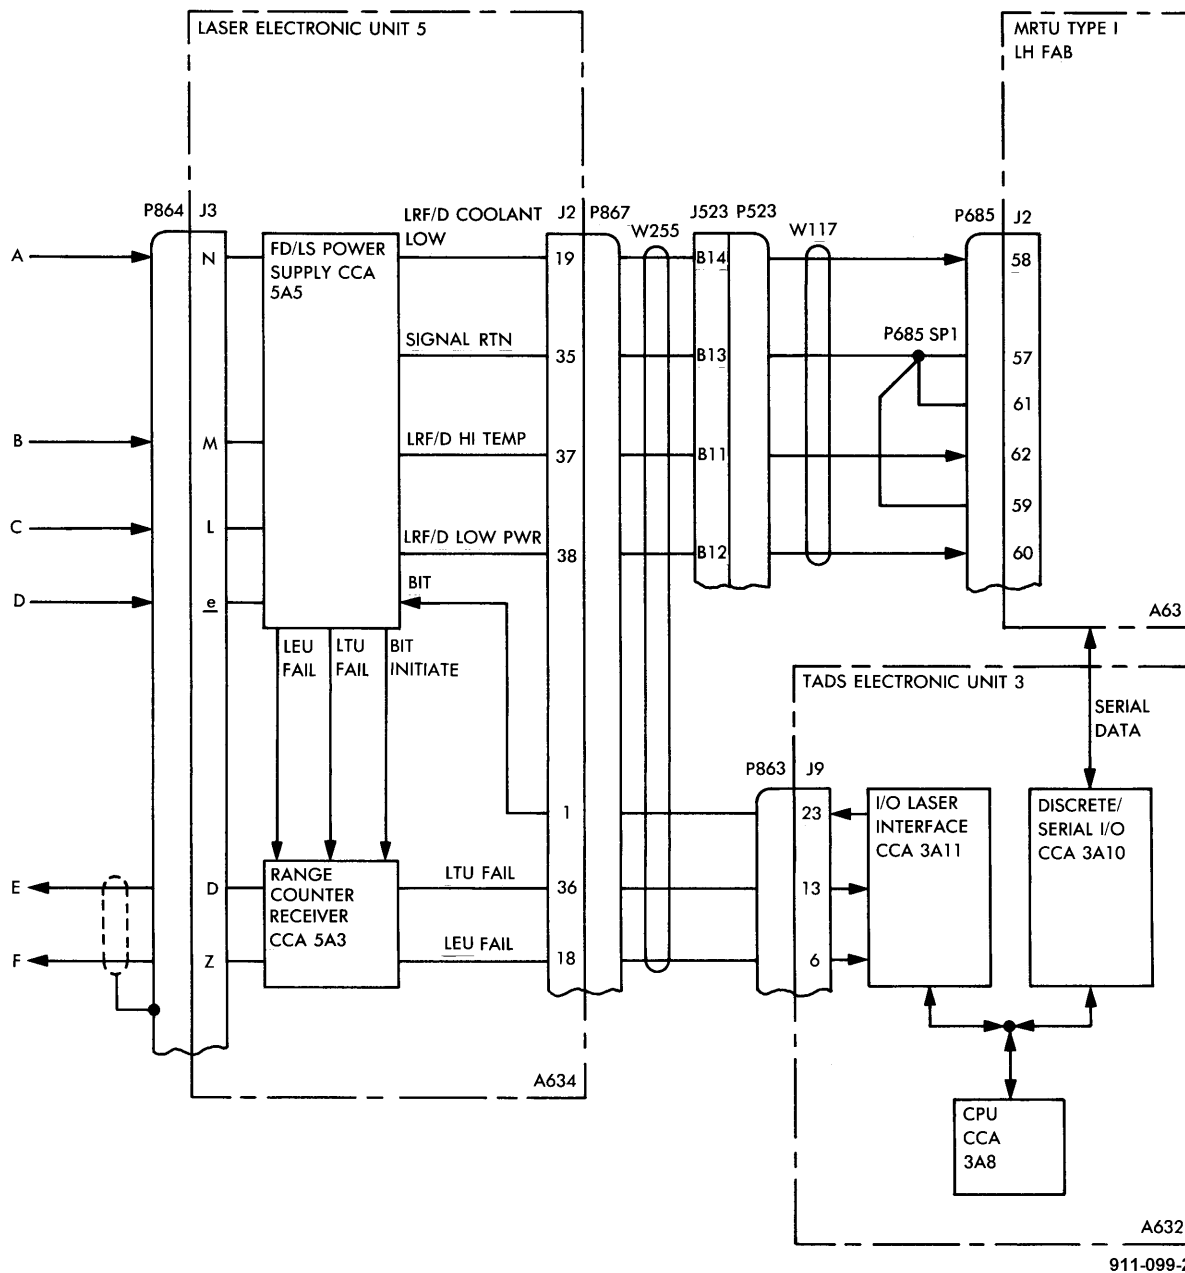 LASER ELECTRONIC UNIT 5
MRTU TYPE I
LH FAB
P864 J3
LRF/D COOLANT
LOW
J2 P867
W255
J523 P523
W117
P685 J2
A
N
FD/LS POWER
SUPPLY CCA
5A5
19
B14
58
SIGNAL RTN
35
B13
P685 SP1
57
61
B
M
LRF/D HI TEMP
37
B11
62
59
C
L
LRF/D LOW PWR
38
B12
60
D
e
BIT
A63
LEU
FAIL
LTU
FAIL
BIT
INITIATE
TADS ELECTRONIC UNIT 3
SERIAL
DATA
P863 J9
1
23
I/O LASER
INTERFACE
CCA 3A11
DISCRETE/
SERIAL I/O
CCA 3A10
E
D
RANGE
COUNTER
RECEIVER
CCA 5A3
LTU FAIL
36
13
F
Z
LEU FAIL
18
6
A634
CPU
CCA
3A8
A632
911-099-2